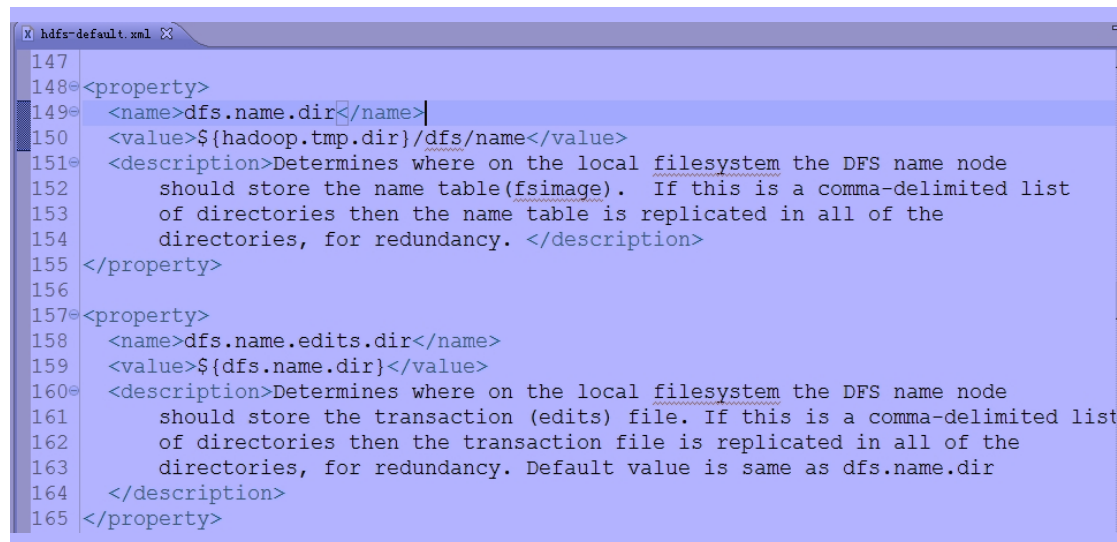 hdfs-default.xml
147
148 <property>
149 <name>dfs.name.dir</name>
150 <value>${hadoop.tmp.dir}/dfs/name</value>
151 <description>Determines where on the local filesystem the DFS name node
152 should store the name table(fsimage).  If this is a comma-delimited list
153 of directories then the name table is replicated in all of the
154 directories, for redundancy. </description>
155 </property>
156
157 <property>
158 <name>dfs.name.edits.dir</name>
159 <value>${dfs.name.dir}</value>
160 <description>Determines where on the local filesystem the DFS name node
161 should store the transaction (edits) file. If this is a comma-delimited list
162 of directories then the transaction file is replicated in all of the
163 directories, for redundancy. Default value is same as dfs.name.dir
164 </description>
165 </property>